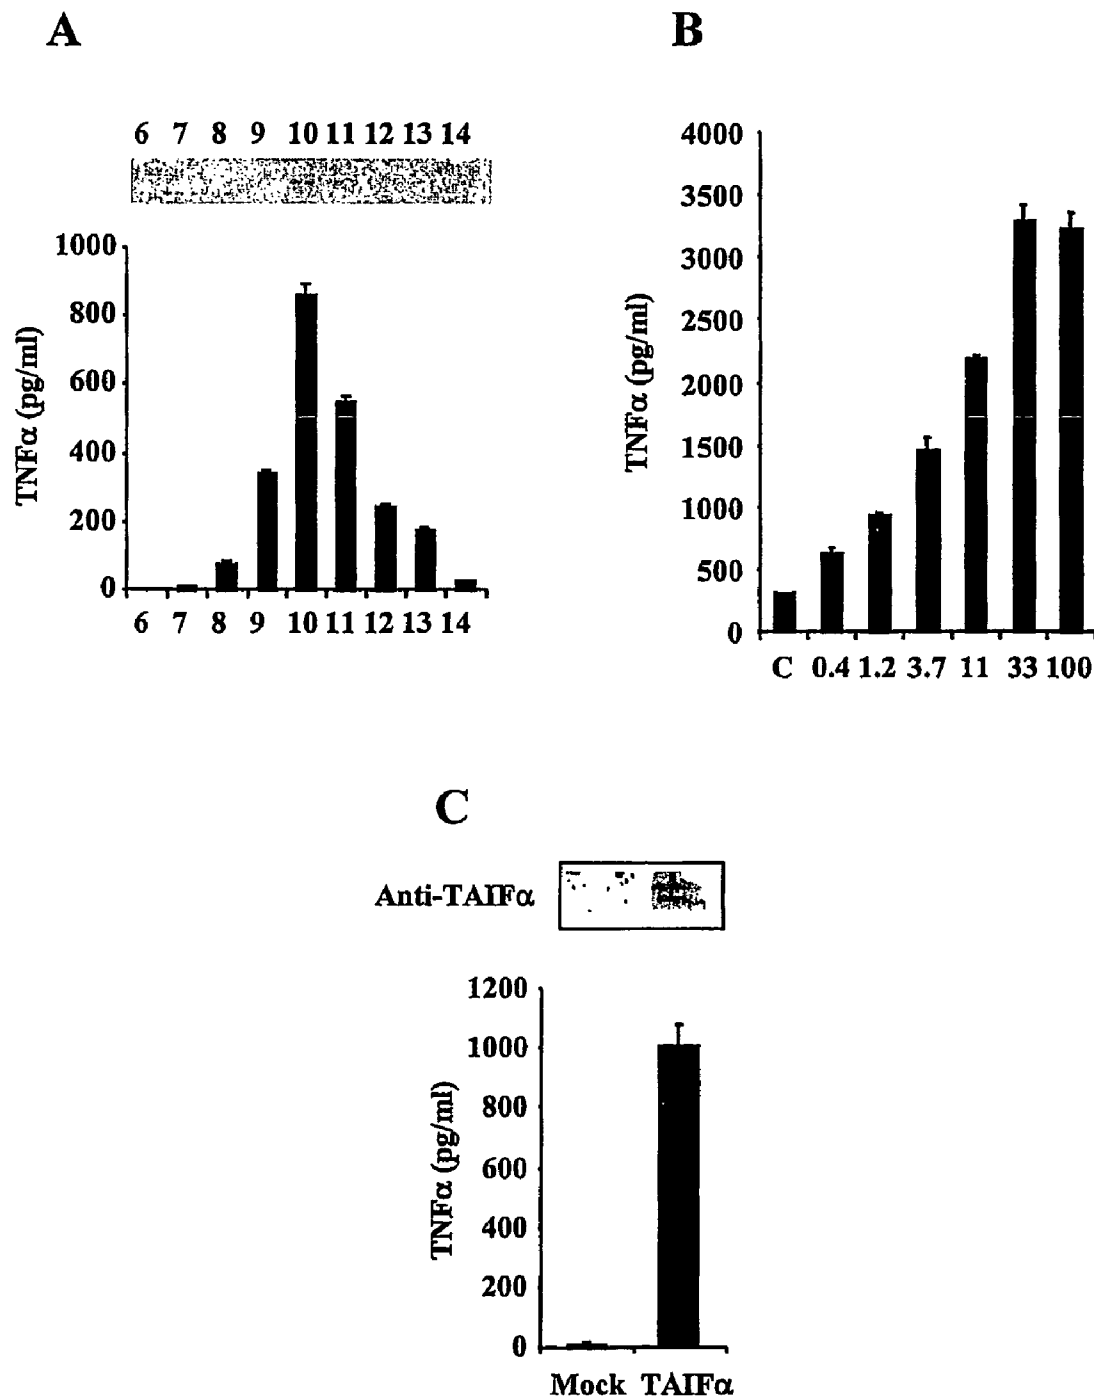 A
6 7 8 9 10 11 12 13 14
1000
800
600
400
200
0
TNFα (pg/ml)
6 7 8 9 10 11 12 13 14
B
4000
3500
3000
2500
2000
1500
1000
500
0
TNFα (pg/ml)
C 0.4 1.2 3.7 11 33 100
C
Anti-TAIFα
1200
1000
800
600
400
200
0
TNFα (pg/ml)
Mock TAIFα